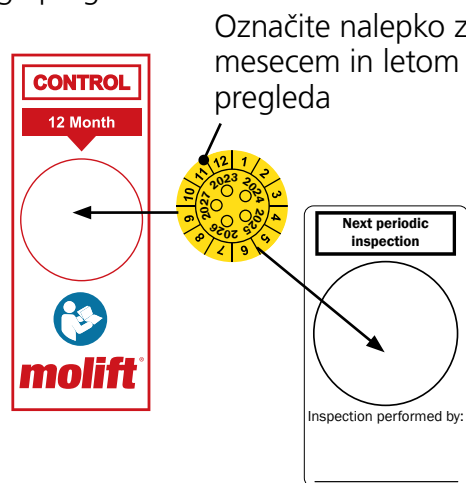 Označite nalepko z
mesecem in letom
pregleda
CONTROL
12 Month
molift
12 1 2 3 4 5 6 7 8 9 10 11
2023 2024 2025 2026 2027
Next periodic
inspection
Inspection performed by: